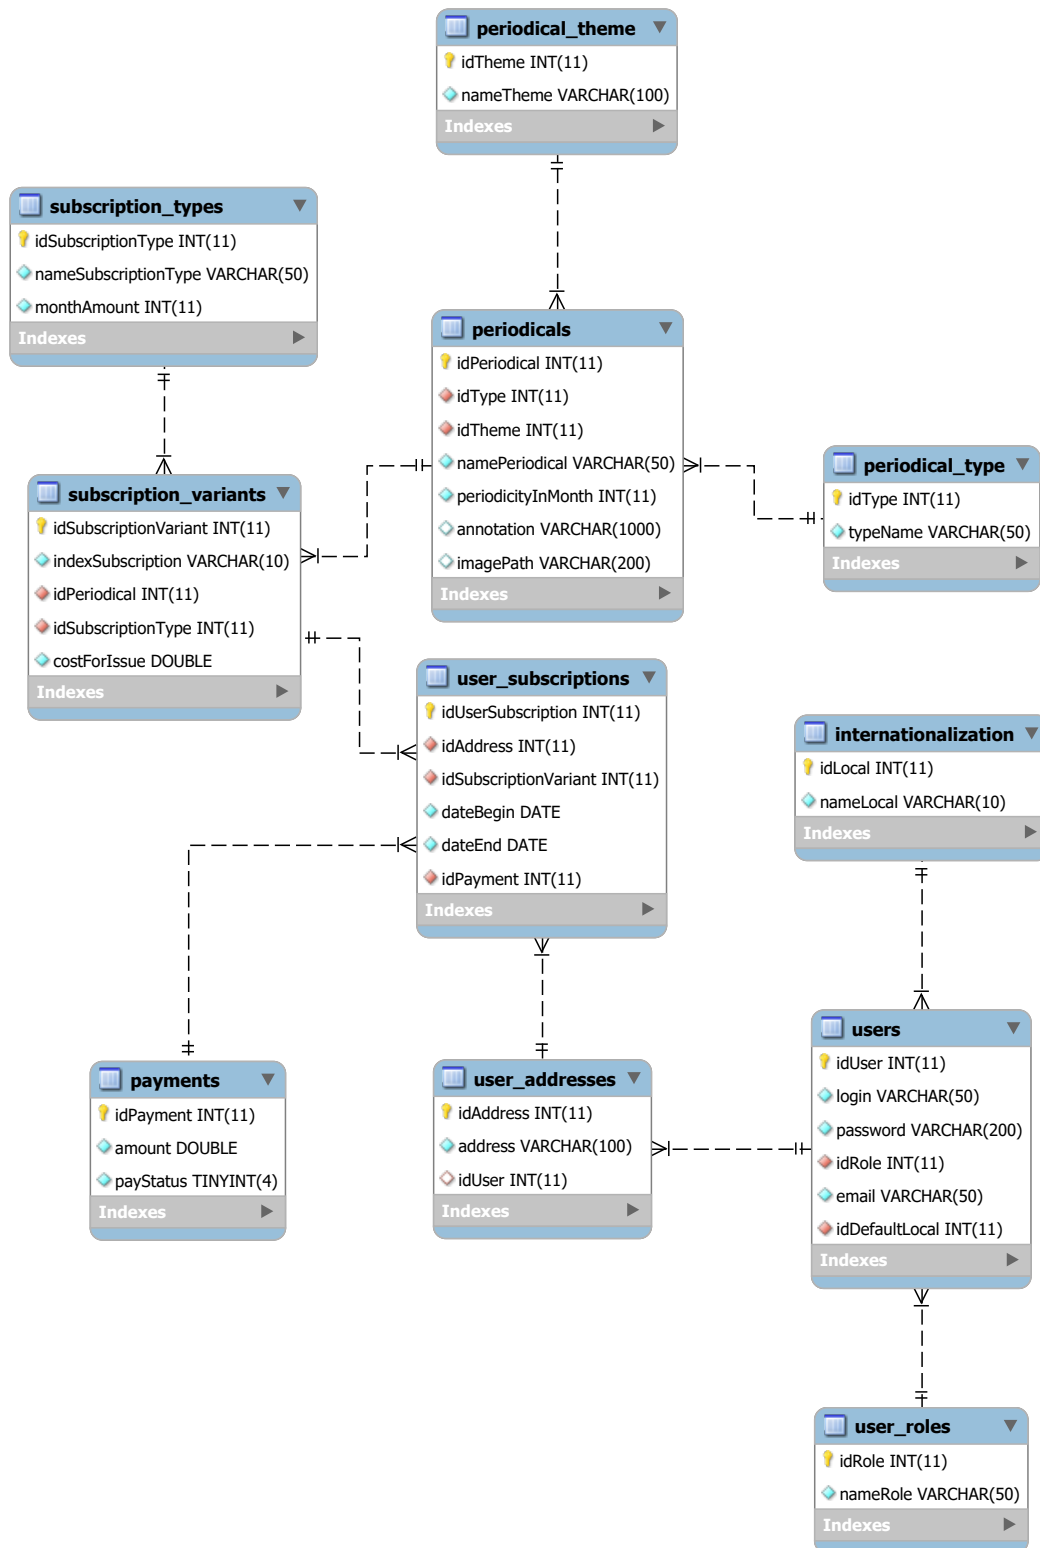 periodical_theme
idTheme INT(11)
nameTheme VARCHAR(100)
Indexes
subscription_types
idSubscriptionType INT(11)
nameSubscriptionType VARCHAR(50)
monthAmount INT(11)
Indexes
periodicals
idPeriodical INT(11)
idType INT(11)
idTheme INT(11)
namePeriodical VARCHAR(50)
periodicityInMonth INT(11)
annotation VARCHAR(1000)
imagePath VARCHAR(200)
Indexes
periodical_type
idType INT(11)
typeName VARCHAR(50)
Indexes
subscription_variants
idSubscriptionVariant INT(11)
indexSubscription VARCHAR(10)
idPeriodical INT(11)
idSubscriptionType INT(11)
costForIssue DOUBLE
Indexes
user_subscriptions
idUserSubscription INT(11)
idAddress INT(11)
idSubscriptionVariant INT(11)
dateBegin DATE
dateEnd DATE
idPayment INT(11)
Indexes
internationalization
idLocal INT(11)
nameLocal VARCHAR(10)
Indexes
payments
idPayment INT(11)
amount DOUBLE
payStatus TINYINT(4)
Indexes
user_addresses
idAddress INT(11)
address VARCHAR(100)
idUser INT(11)
Indexes
users
idUser INT(11)
login VARCHAR(50)
password VARCHAR(200)
idRole INT(11)
email VARCHAR(50)
idDefaultLocal INT(11)
Indexes
user_roles
idRole INT(11)
nameRole VARCHAR(50)
Indexes